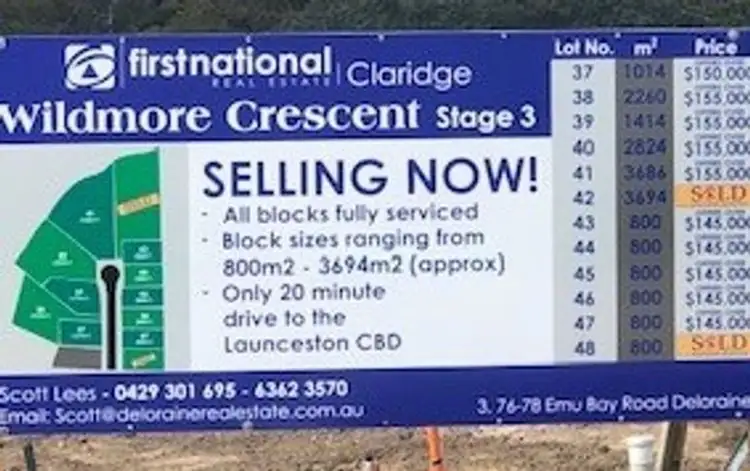 firstnational Claridge
REAL ESTATE
Wildmore Crescent Stage 3
SELLING NOW!
- All blocks fully serviced
- Block sizes ranging from
800m2 - 3694m2 (approx)
- Only 20 minute
drive to the
Launceston CBD
Lot No. m² Price
37 1014 $150,000
38 2260 $155,000
39 1414 $155,000
40 2824 $155,000
41 3686 $155,000
42 3694 SOLD
43 800 $145,000
44 800 $145,000
45 800 $145,000
46 800 $145,000
47 800 $145,000
48 800 SOLD
Scott Lees - 0429 301 695 - 6362 3570
Email: Scott@delorainerealestate.com.au
3, 76-78 Emu Bay Road Deloraine